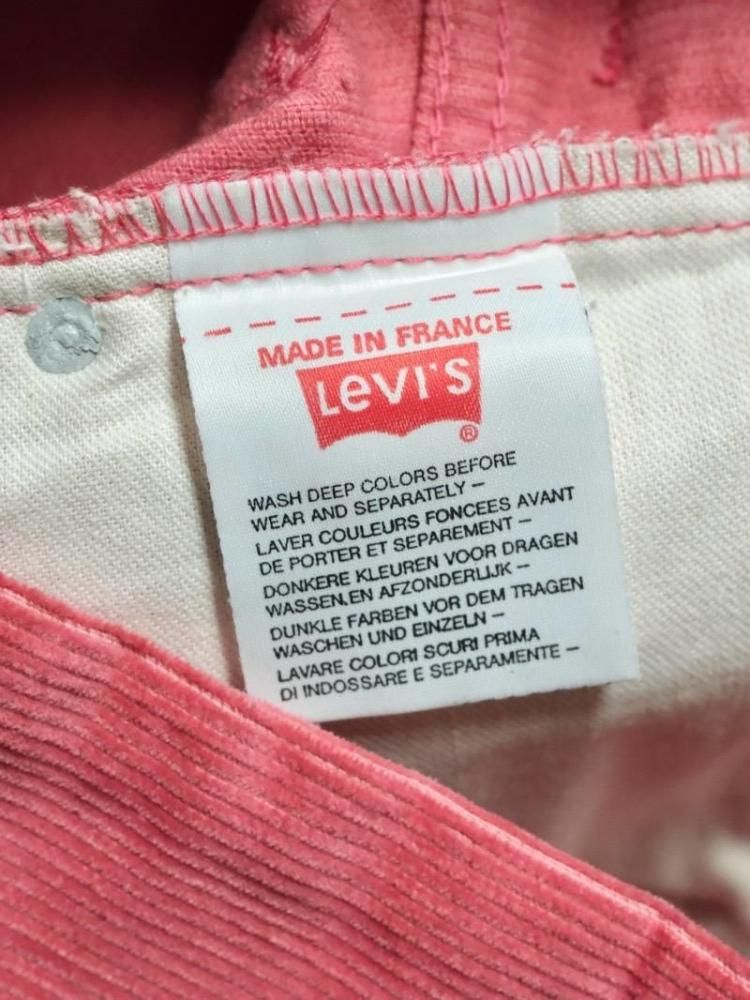 MADE IN FRANCE
Levi's
®
WASH DEEP COLORS BEFORE
WEAR AND SEPARATELY –
LAVER COULEURS FONCEES AVANT
DE PORTER ET SEPAREMENT –
DONKERE KLEUREN VOOR DRAGEN
WASSEN.EN AFZONDERLIJK –
DUNKLE FARBEN VOR DEM TRAGEN
WASCHEN UND EINZELN –
LAVARE COLORI SCURI PRIMA
DI INDOSSARE E SEPARAMENTE –